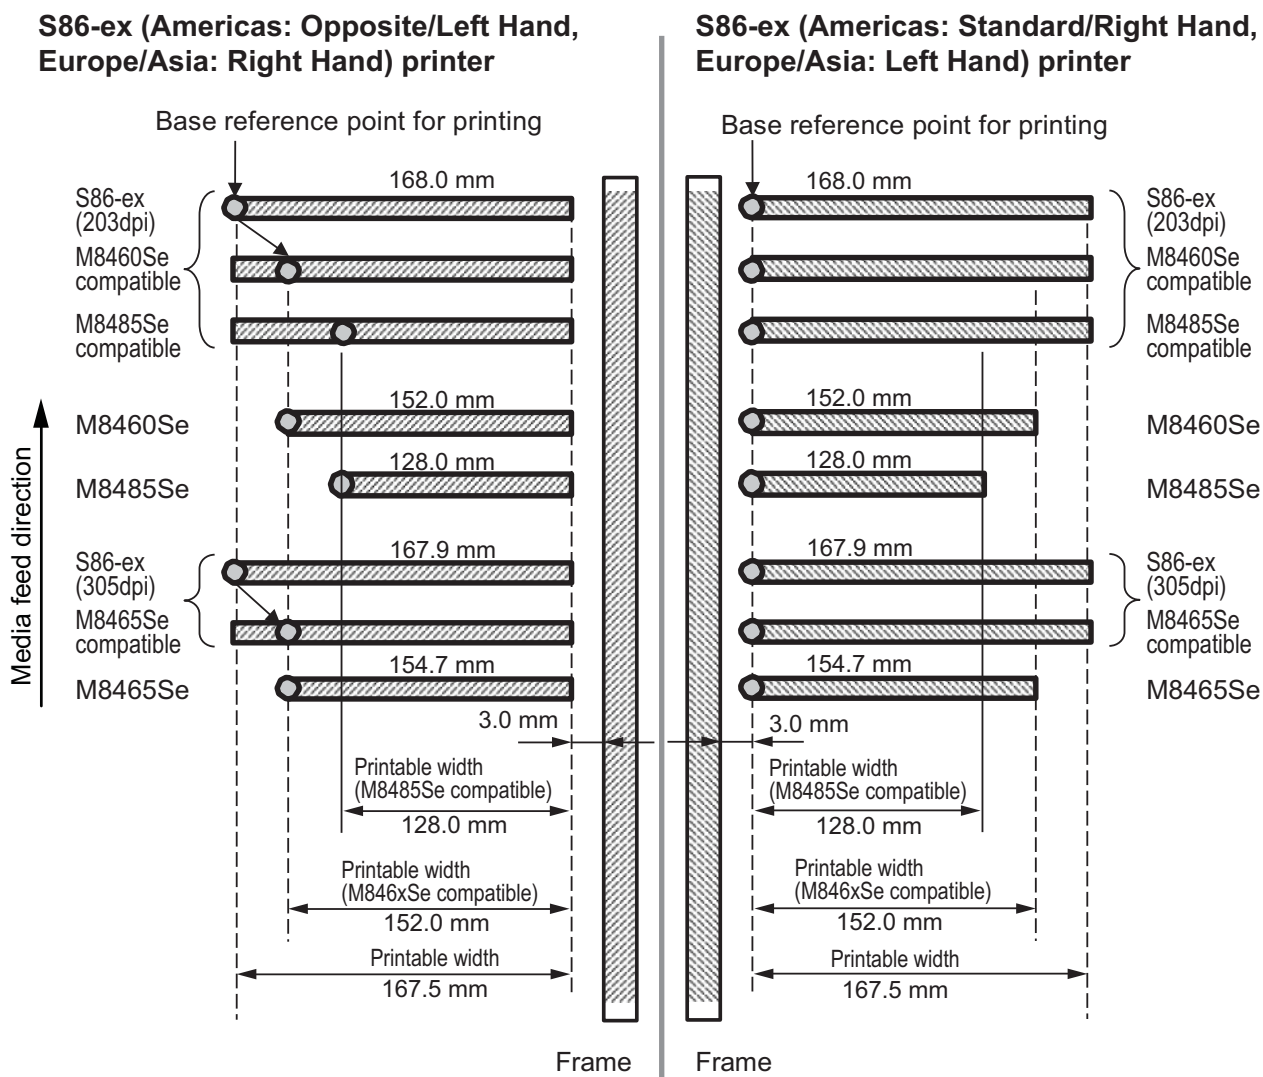 S86-ex (Americas: Opposite/Left Hand,
Europe/Asia: Right Hand) printer
Base reference point for printing
168.0 mm
S86-ex
(203dpi)
M8460Se
compatible
M8485Se
compatible
152.0 mm
M8460Se
128.0 mm
M8485Se
167.9 mm
S86-ex
(305dpi)
M8465Se
compatible
154.7 mm
M8465Se
Media feed direction
3.0 mm
Printable width
(M8485Se compatible)
128.0 mm
Printable width
(M846xSe compatible)
152.0 mm
Printable width
167.5 mm
Frame
S86-ex (Americas: Standard/Right Hand,
Europe/Asia: Left Hand) printer
Base reference point for printing
168.0 mm
S86-ex
(203dpi)
M8460Se
compatible
M8485Se
compatible
152.0 mm
M8460Se
128.0 mm
M8485Se
167.9 mm
S86-ex
(305dpi)
M8465Se
compatible
154.7 mm
M8465Se
3.0 mm
Printable width
(M8485Se compatible)
128.0 mm
Printable width
(M846xSe compatible)
152.0 mm
Printable width
167.5 mm
Frame